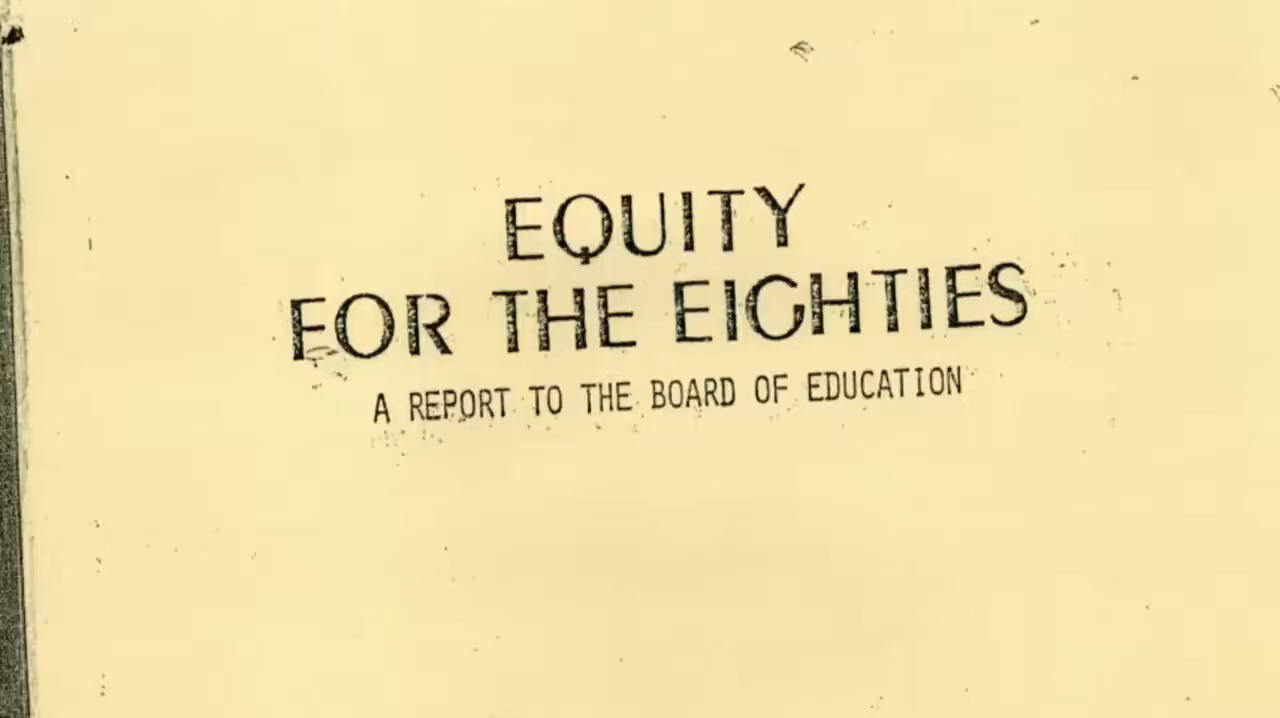 EQUITY
FOR THE EIGHTIES
A REPORT TO THE BOARD OF EDUCATION